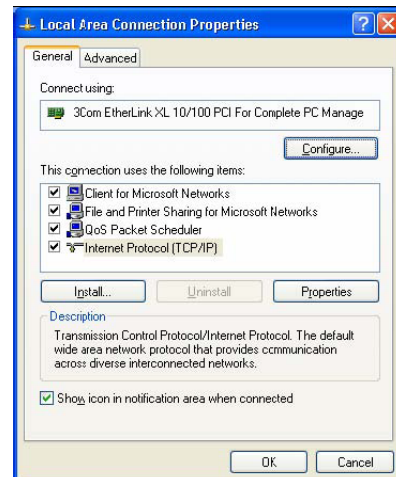 Local Area Connection Properties
General Advanced
Connect using:
3Com EtherLink XL 10/100 PCI For Complete PC Manage
Configure...
This connection uses the following items:
Client for Microsoft Networks
File and Printer Sharing for Microsoft Networks
QoS Packet Scheduler
Internet Protocol (TCP/IP)
Install... Uninstall Properties
Description
Transmission Control Protocol/Internet Protocol. The default
wide area network protocol that provides communication
across diverse interconnected networks.
Show icon in notification area when connected
OK Cancel